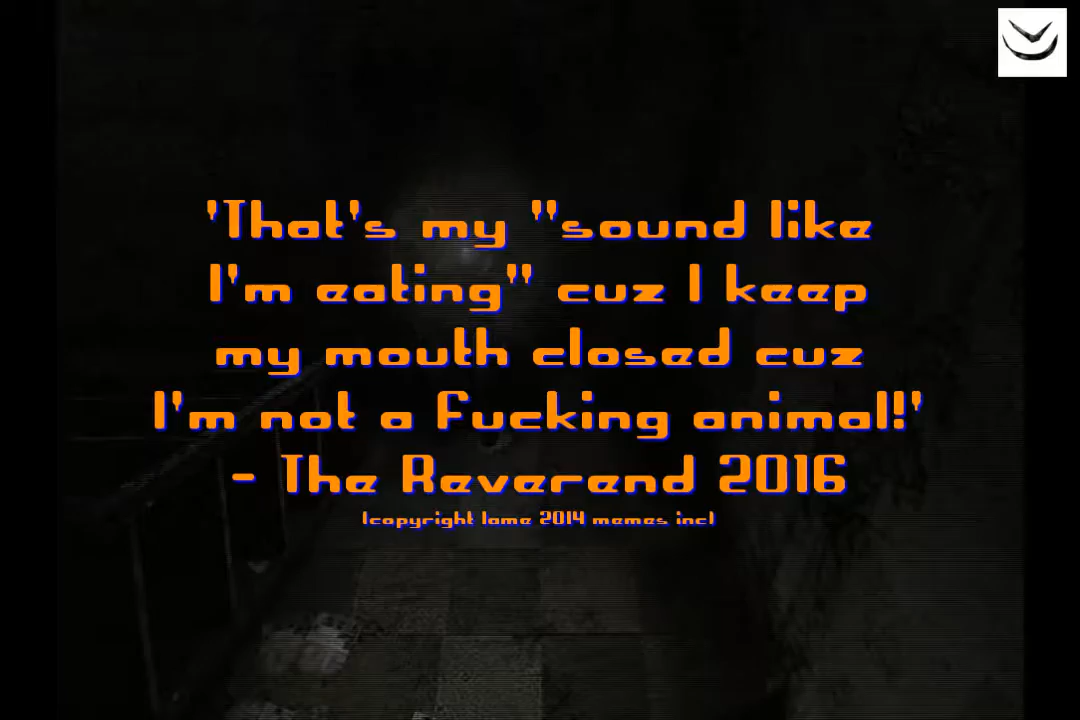 'That's my "sound like
I'm eating" cuz I keep
my mouth closed cuz
I'm not a fucking animal!'
- The Reverend 2016
(copyright lame 2014 memes inc)